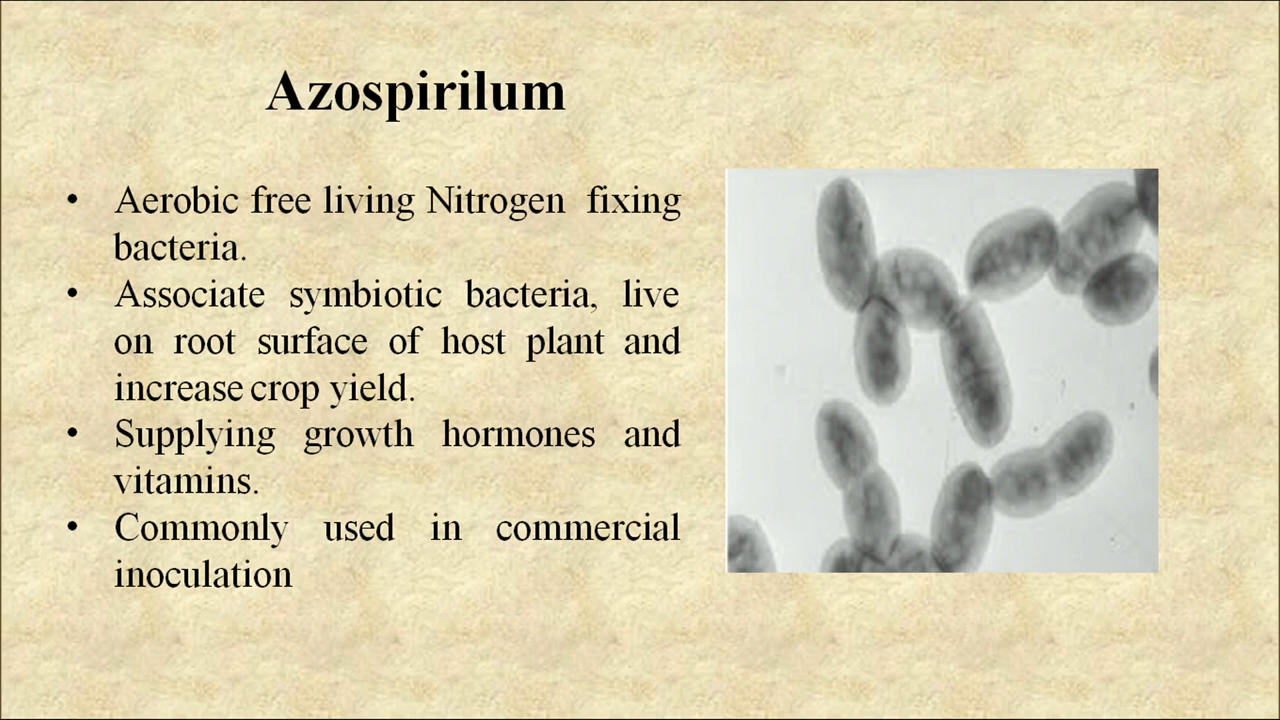 Azospirilum
• Aerobic free living Nitrogen fixing
bacteria.
• Associate symbiotic bacteria, live
on root surface of host plant and
increase crop yield.
• Supplying growth hormones and
vitamins.
• Commonly used in commercial
inoculation